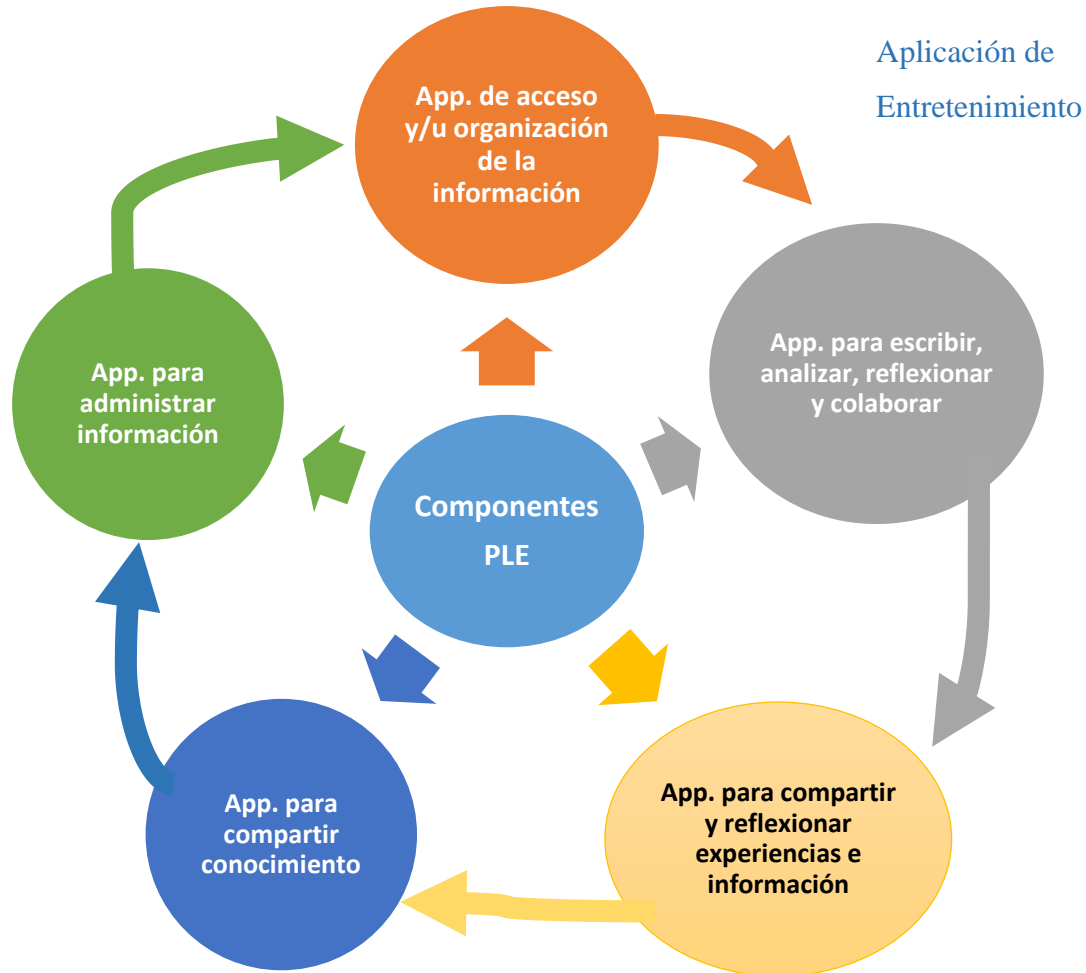 Aplicación de
Entretenimiento
App. de acceso
y/u organización
de la
información
App. para escribir,
analizar, reflexionar
y colaborar
App. para
administrar
información
Componentes
PLE
App. para compartir
y reflexionar
experiencias e
información
App. para
compartir
conocimiento